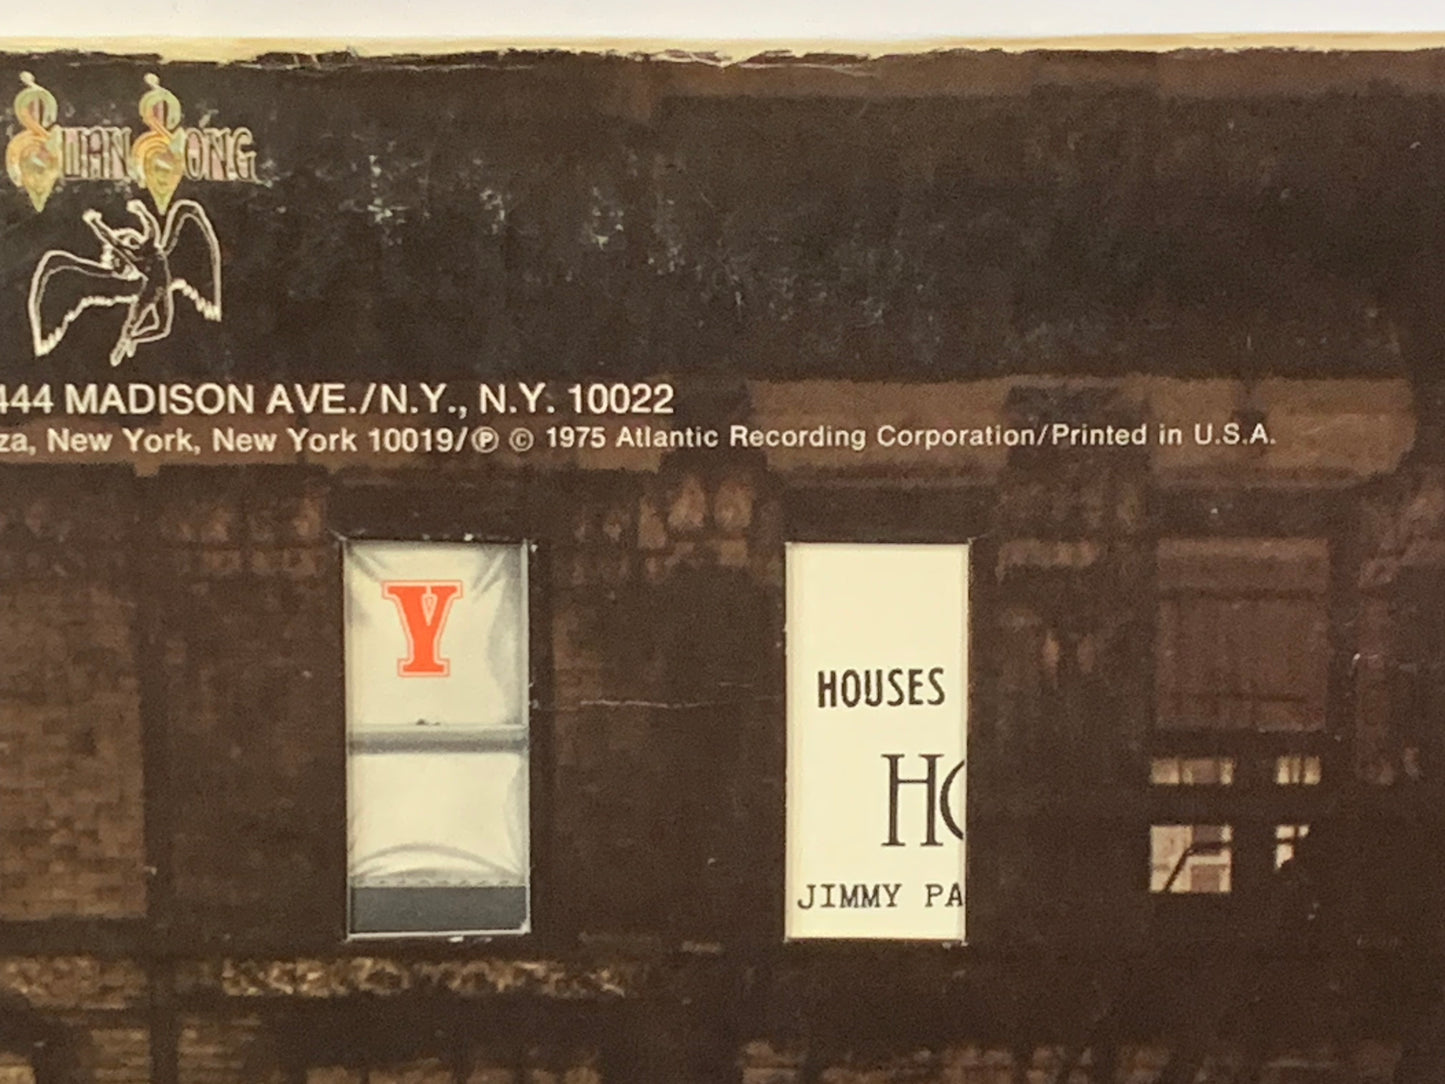 Swan Song
444 MADISON AVE./N.Y., N.Y. 10022
za, New York, New York 10019/Ⓟ © 1975 Atlantic Recording Corporation/Printed in U.S.A.
Y
HOUSES
HO
JIMMY PA